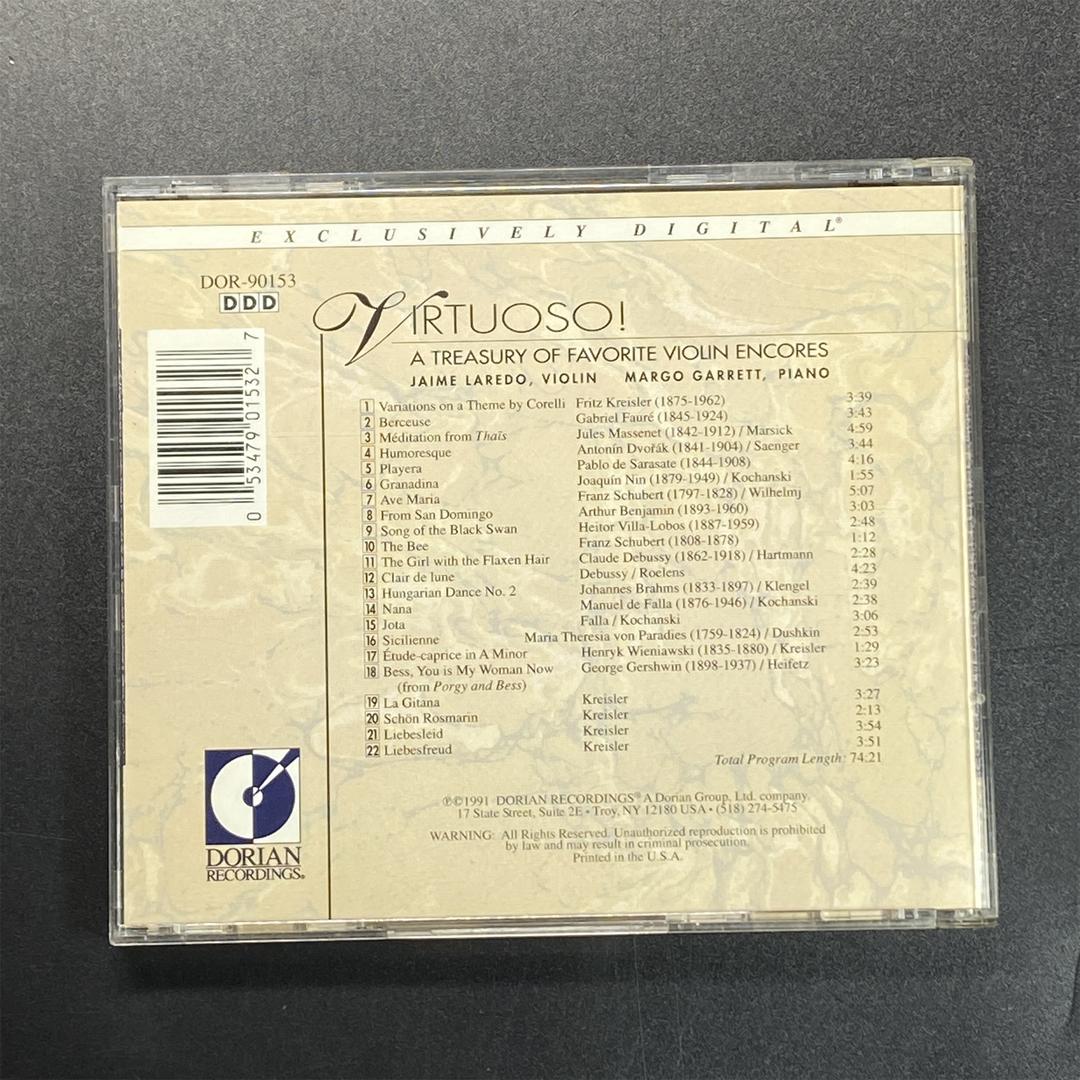 EXCLUSIVELY DIGITAL®
DOR-90153
DDD
VIRTUOSO!
A TREASURY OF FAVORITE VIOLIN ENCORES
JAIME LAREDO, VIOLIN MARGO GARRETT, PIANO
1 Variations on a Theme by Corelli Fritz Kreisler (1875-1962) 3:39
2 Berceuse Gabriel Fauré (1845-1924) 3:43
3 Méditation from Thaïs Jules Massenet (1842-1912) / Marsick 4:59
4 Humoresque Antonín Dvořák (1841-1904) / Saenger 3:44
5 Playera Pablo de Sarasate (1844-1908) 4:16
6 Granadina Joaquín Nin (1879-1949) / Kochanski 1:55
7 Ave Maria Franz Schubert (1797-1828) / Wilhelmj 5:07
8 From San Domingo Arthur Benjamin (1893-1960) 3:03
9 Song of the Black Swan Heitor Villa-Lobos (1887-1959) 2:48
10 The Bee Franz Schubert (1808-1878) 1:12
11 The Girl with the Flaxen Hair Claude Debussy (1862-1918) / Hartmann 2:28
12 Clair de lune Debussy / Roelens 4:23
13 Hungarian Dance No. 2 Johannes Brahms (1833-1897) / Klengel 2:39
14 Nana Manuel de Falla (1876-1946) / Kochanski 2:38
15 Jota Falla / Kochanski 3:06
16 Sicilienne Maria Theresia von Paradies (1759-1824) / Dushkin 2:53
17 Étude-caprice in A Minor Henryk Wieniawski (1835-1880) / Kreisler 1:29
18 Bess, You is My Woman Now George Gershwin (1898-1937) / Heifetz 3:23
(from Porgy and Bess)
19 La Gitana Kreisler 3:27
20 Schön Rosmarin Kreisler 2:13
21 Liebesleid Kreisler 3:54
22 Liebesfreud Kreisler 3:51
Total Program Length: 74:21
℗©1991 DORIAN RECORDINGS® A Dorian Group, Ltd. company.
17 State Street, Suite 2E • Troy, NY 12180 USA • (518) 274-5475
WARNING: All Rights Reserved. Unauthorized reproduction is prohibited
by law and may result in criminal prosecution.
Printed in the U.S.A.
0 53479 01532 7
DORIAN
RECORDINGS®